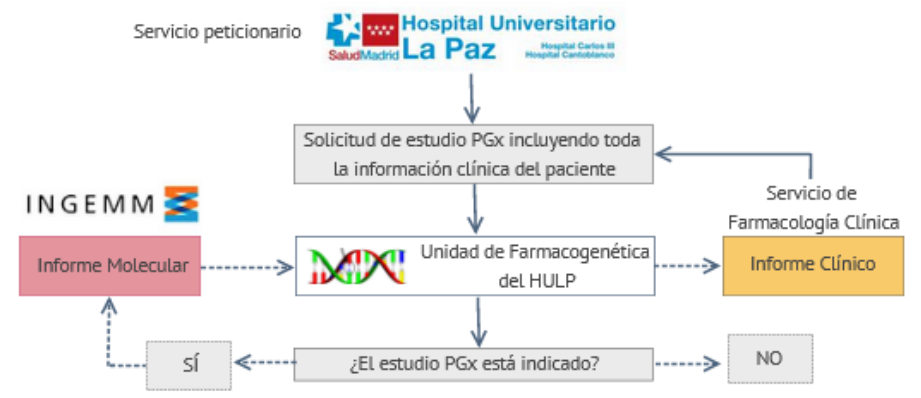 Servicio peticionario
Hospital Universitario
La Paz
Hospital Carlos III
Hospital Cantoblanco
SaludMadrid
Solicitud de estudio PGx incluyendo toda
la información clínica del paciente
INGEMM
Servicio de
Farmacología Clínica
Informe Molecular
Unidad de Farmacogenética
del HULP
Informe Clínico
SÍ
¿El estudio PGx está indicado?
NO